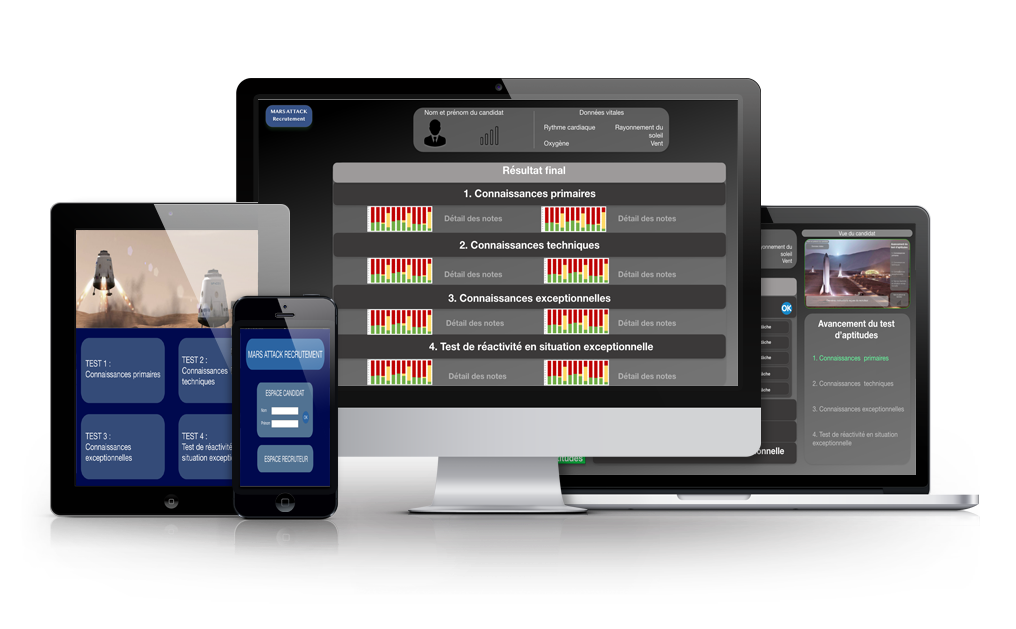 MARS ATTACK
Recrutement
Nom et prénom du candidat
Données vitales
Rythme cardiaque
Rayonnement du
soleil
Oxygène
Vent
Résultat final
1. Connaissances primaires
Détail des notes
Détail des notes
2. Connaissances techniques
Détail des notes
Détail des notes
3. Connaissances exceptionnelles
Détail des notes
Détail des notes
4. Test de réactivité en situation exceptionnelle
Détail des notes
Détail des notes
TEST 1 :
Connaissances primaires
TEST 2 :
Connaissances
techniques
TEST 3 :
Connaissances
exceptionnelles
TEST 4 :
Test de réactivité
situation except
MARS ATTACK RECRUTEMENT
ESPACE CANDIDAT
Nom
Prénom
OK
ESPACE RECRUTEUR
onnement du
soleil
Vent
Vue du candidat
OK
Avancement du test
d'aptitudes
1. Connaissances primaires
2. Connaissances techniques
3. Connaissances exceptionnelles
4. Test de réactivité en situation
exceptionnelle
onnelle
titudes